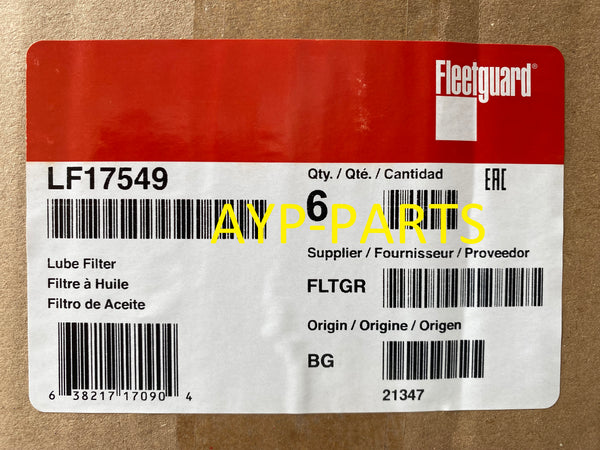 Fleetguard®
LF17549
Lube Filter
Filtre à Huile
Filtro de Aceite
6 38217 17090 4
Qty. / Qté. / Cantidad
6
EAC
AYP-PARTS
Supplier / Fournisseur / Proveedor
FLTGR
Origin / Origine / Origen
BG
21347